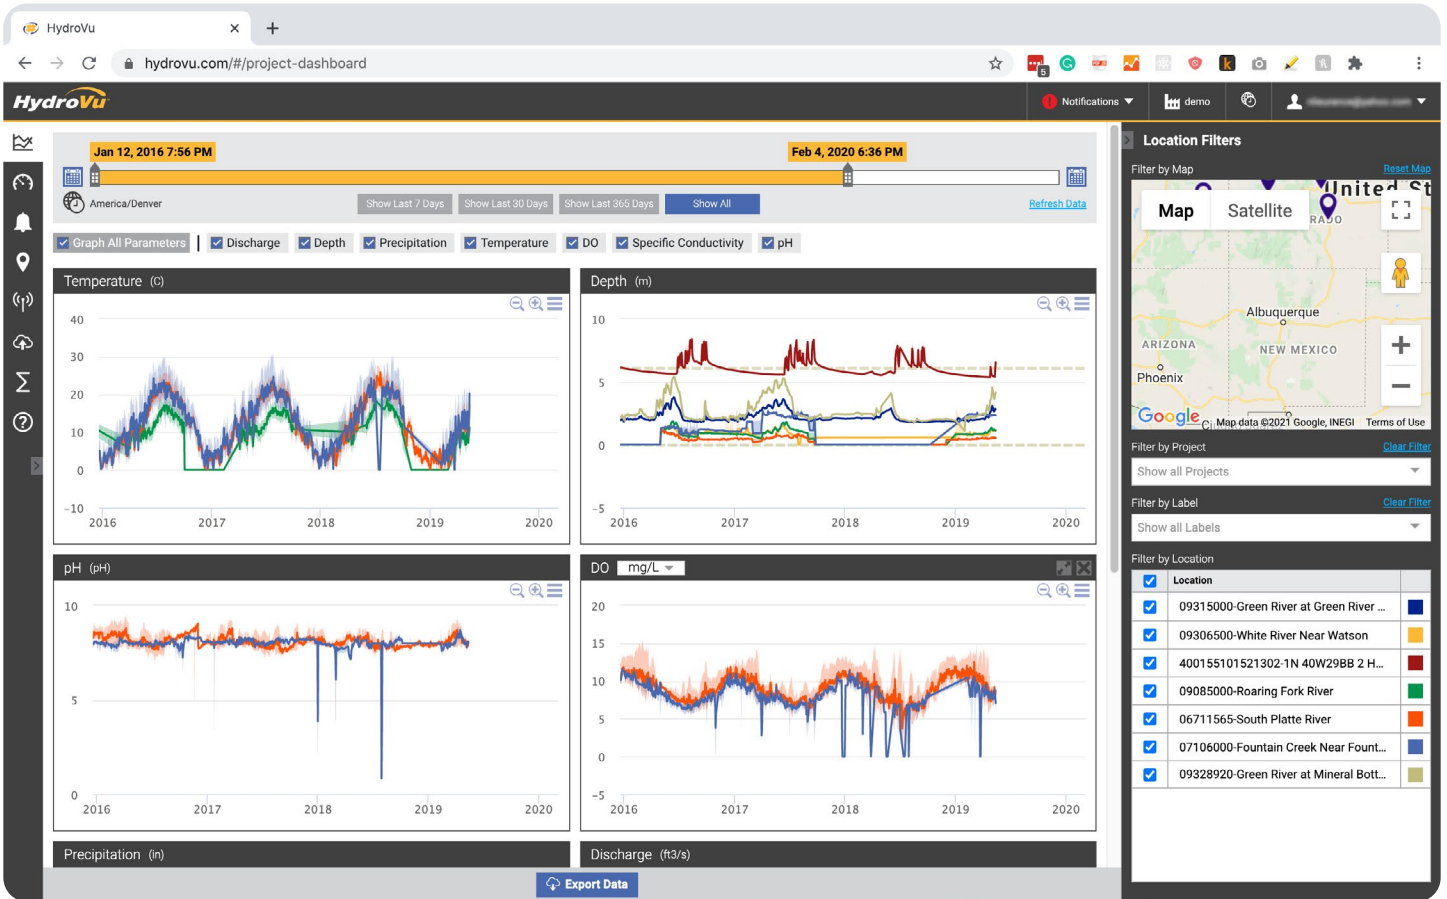 HydroVu
hydrovu.com/#/project-dashboard
5
HydroVu
Notifications
demo
Jan 12, 2016 7:56 PM
Feb 4, 2020 6:36 PM
America/Denver
Show Last 7 Days
Show Last 30 Days
Show Last 365 Days
Show All
Refresh Data
Graph All Parameters
Discharge
Depth
Precipitation
Temperature
DO
Specific Conductivity
pH
Temperature (C)
40
30
20
10
0
-10
2016 2017 2018 2019 2020
Depth (m)
10
5
0
-5
2016 2017 2018 2019 2020
pH (pH)
10
5
0
2016 2017 2018 2019 2020
DO mg/L
20
15
10
5
0
-5
2016 2017 2018 2019 2020
Precipitation (in)
Discharge (ft3/s)
Export Data
Location Filters
Filter by Map
Reset Map
United St
Map
Satellite
RADO
Albuquerque
ARIZONA
NEW MEXICO
Phoenix
Google
Map data ©2021 Google, INEGI
Terms of Use
Filter by Project
Clear Filter
Show all Projects
Filter by Label
Clear Filter
Show all Labels
Filter by Location
Location
09315000-Green River at Green River ...
09306500-White River Near Watson
400155101521302-1N 40W29BB 2 H...
09085000-Roaring Fork River
06711565-South Platte River
07106000-Fountain Creek Near Fount...
09328920-Green River at Mineral Bott...